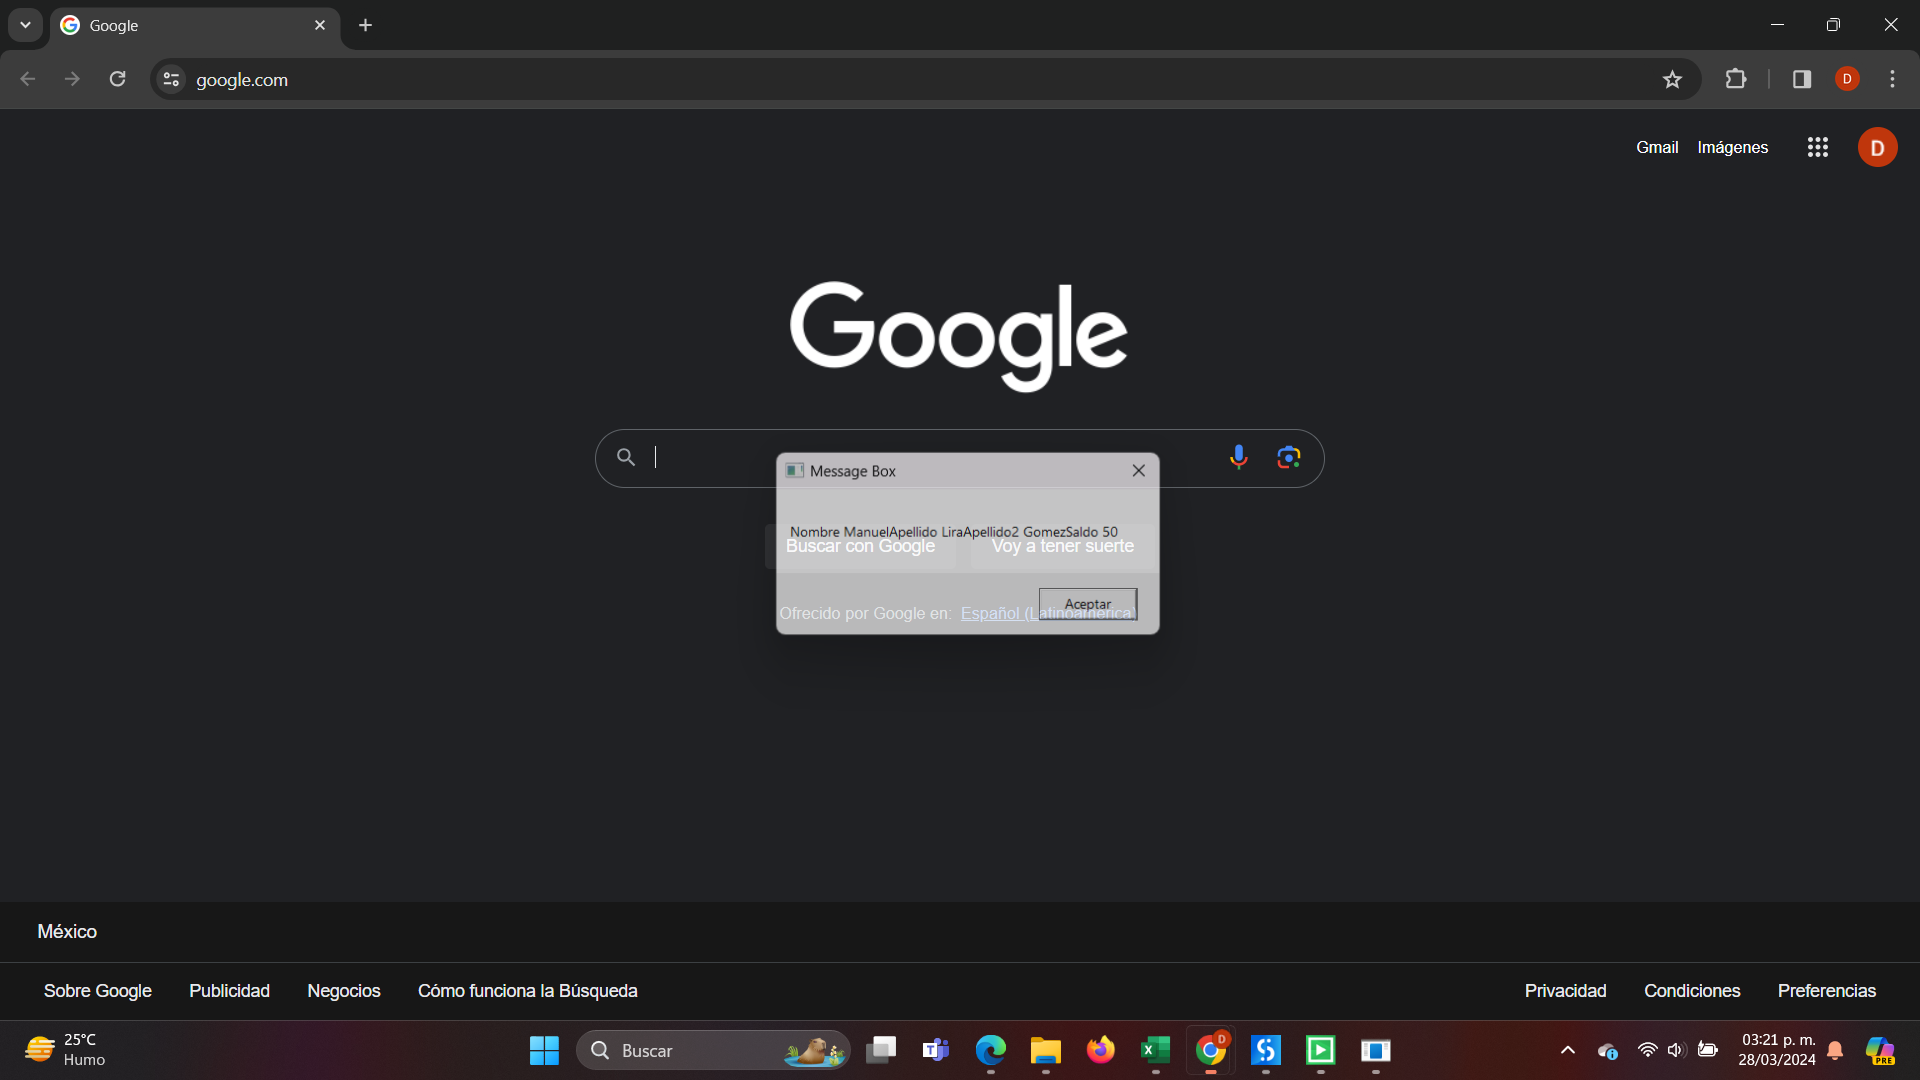 Google
google.com
D
Gmail Imágenes
D
Google
Message Box
Nombre ManuelApellido LiraApellido2 GomezSaldo 50
Buscar con Google Voy a tener suerte
Aceptar
Ofrecido por Google en: Español (Latinoamérica)
México
Sobre Google Publicidad Negocios Cómo funciona la Búsqueda Privacidad Condiciones Preferencias
25°C
Humo
Buscar
D
03:21 p. m.
28/03/2024
PRE